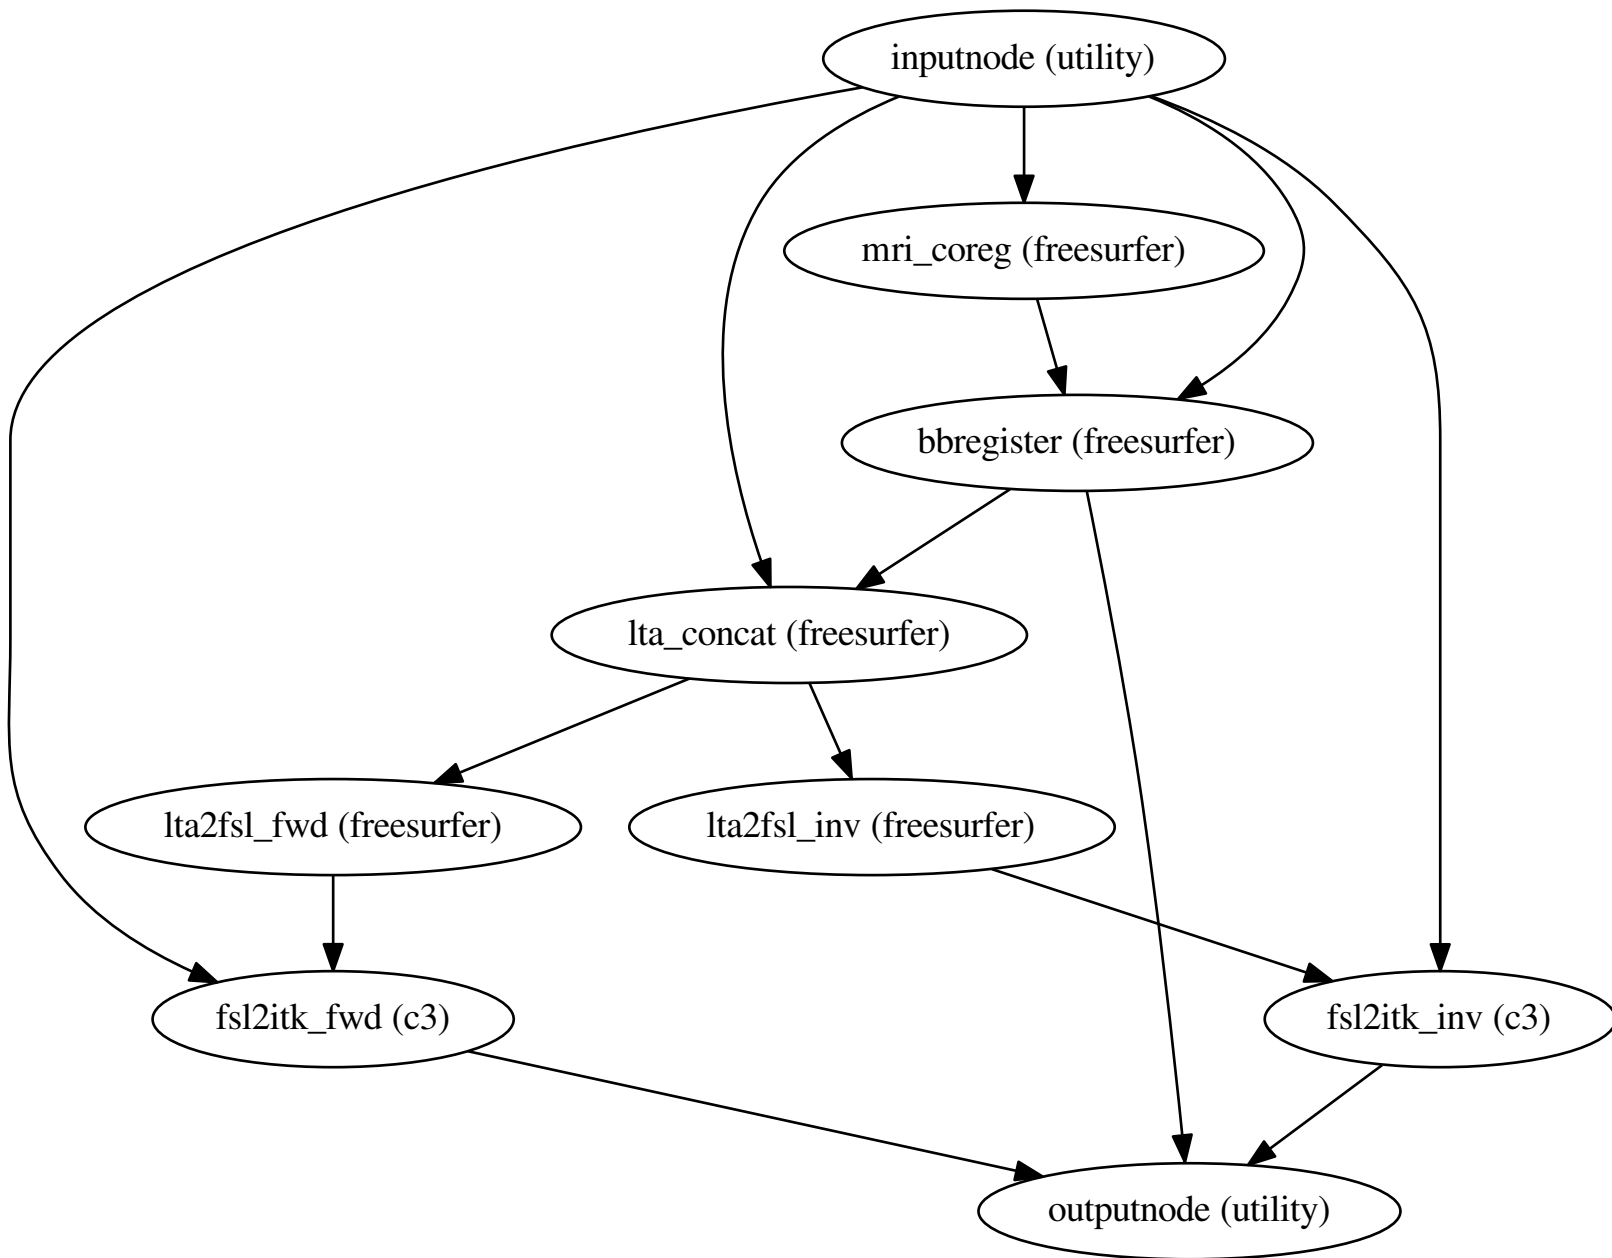 inputnode (utility)
mri_coreg (freesurfer)
bbregister (freesurfer)
lta_concat (freesurfer)
lta2fsl_fwd (freesurfer)
lta2fsl_inv (freesurfer)
fsl2itk_fwd (c3)
fsl2itk_inv (c3)
outputnode (utility)